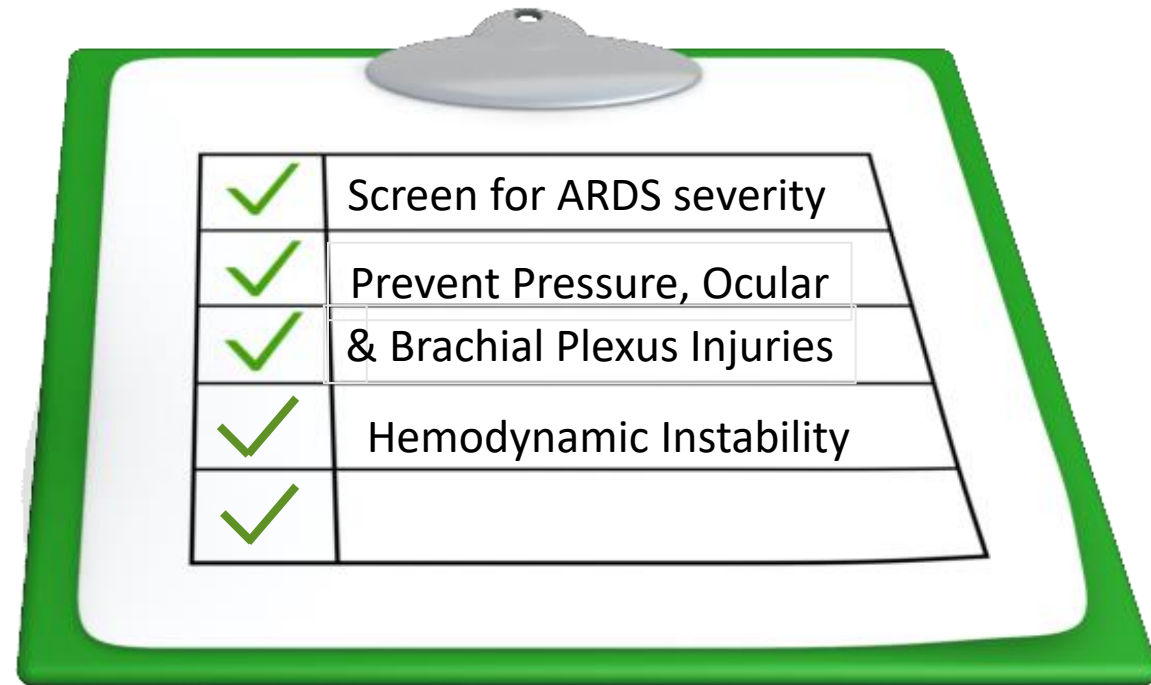 Screen for ARDS severity
Prevent Pressure, Ocular
& Brachial Plexus Injuries
Hemodynamic Instability